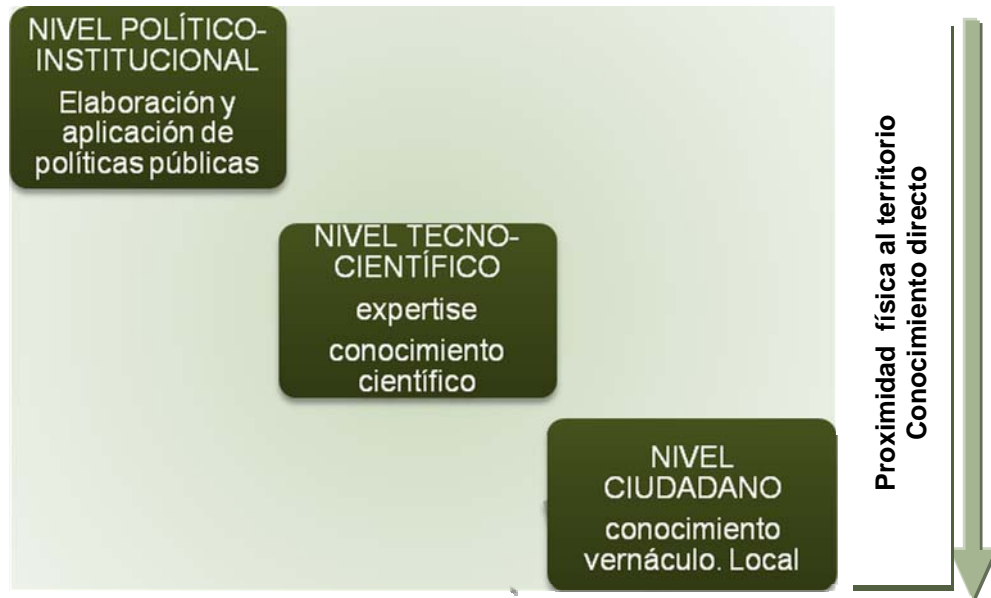 NIVEL POLÍTICO-
INSTITUCIONAL
Elaboración y
aplicación de
políticas públicas
NIVEL TECNO-
CIENTÍFICO
expertise
conocimiento
científico
NIVEL
CIUDADANO
conocimiento
vernáculo. Local
Proximidad física al territorio
Conocimiento directo